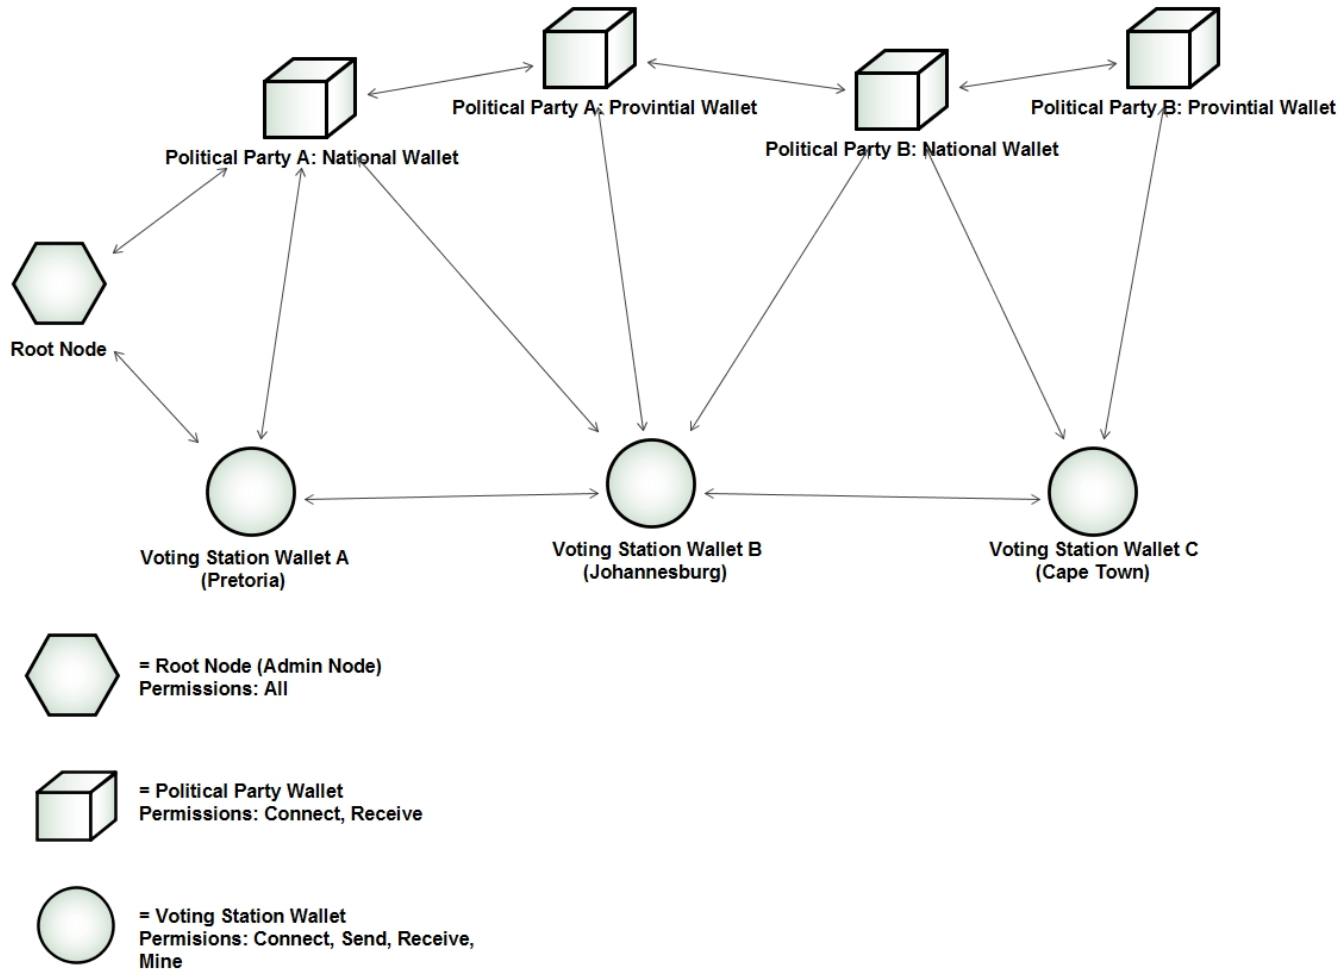 Political Party A: Provintial Wallet
Political Party B: Provintial Wallet
Political Party A: National Wallet
Political Party B: National Wallet
Root Node
Voting Station Wallet A
(Pretoria)
Voting Station Wallet B
(Johannesburg)
Voting Station Wallet C
(Cape Town)
= Root Node (Admin Node)
Permissions: All
= Political Party Wallet
Permissions: Connect, Receive
= Voting Station Wallet
Permisions: Connect, Send, Receive,
Mine